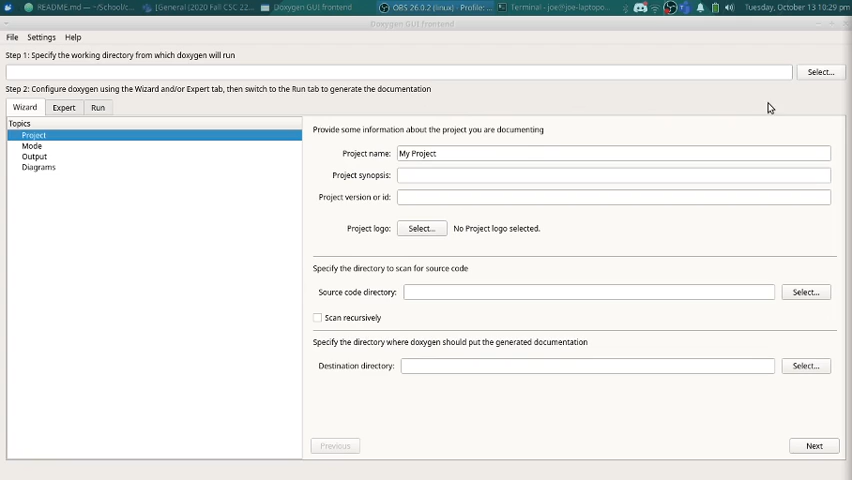 README.md - ~/School/c...
[General (2020 Fall CSC 22...
Doxygen GUI frontend
OBS 26.0.2 (linux) - Profile: ...
Terminal - joe@joe-laptopo...
Tuesday, October 13 10:29 pm
Doxygen GUI frontend
File Settings Help
Step 1: Specify the working directory from which doxygen will run
Select...
Step 2: Configure doxygen using the Wizard and/or Expert tab, then switch to the Run tab to generate the documentation
Wizard Expert Run
Topics
Project
Mode
Output
Diagrams
Provide some information about the project you are documenting
Project name: My Project
Project synopsis:
Project version or id:
Project logo: Select... No Project logo selected.
Specify the directory to scan for source code
Source code directory: Select...
Scan recursively
Specify the directory where doxygen should put the generated documentation
Destination directory: Select...
Previous Next